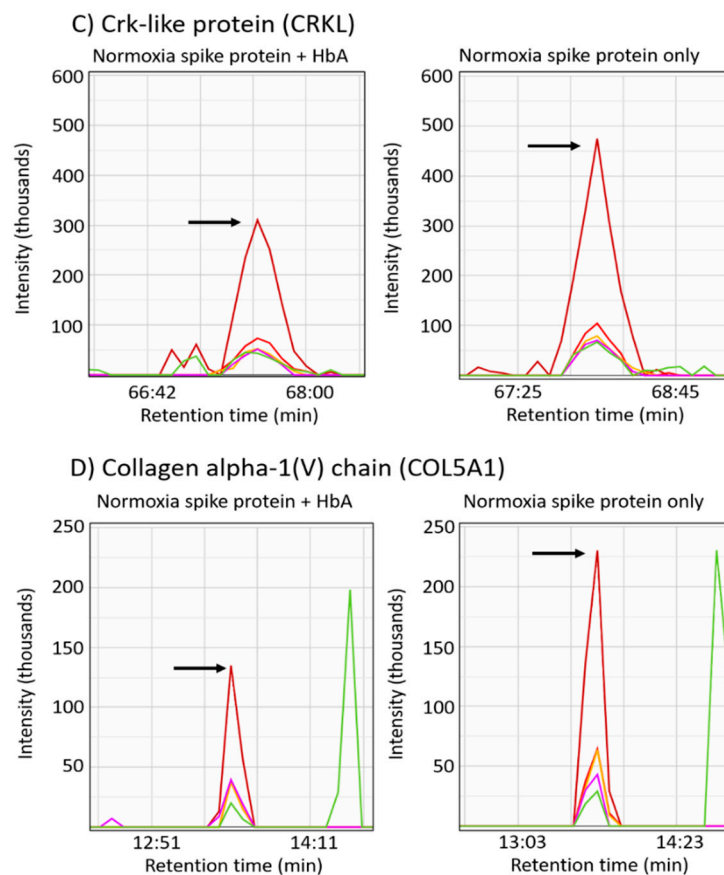 C) Crk-like protein (CRKL)
Normoxia spike protein + HbA
Normoxia spike protein only
Intensity (thousands)
600
500
400
300
200
100
66:42 68:00
Retention time (min)
Intensity (thousands)
600
500
400
300
200
100
67:25 68:45
Retention time (min)
D) Collagen alpha-1(V) chain (COL5A1)
Normoxia spike protein + HbA
Normoxia spike protein only
Intensity (thousands)
250
200
150
100
50
12:51 14:11
Retention time (min)
Intensity (thousands)
250
200
150
100
50
13:03 14:23
Retention time (min)